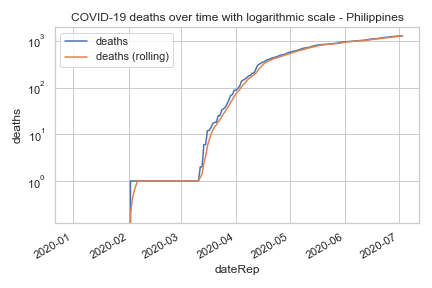 COVID-19 deaths over time with logarithmic scale - Philippines
deaths
deaths (rolling)
10³
10²
10¹
10⁰
deaths
2020-01
2020-02
2020-03
2020-04
2020-05
2020-06
2020-07
dateRep